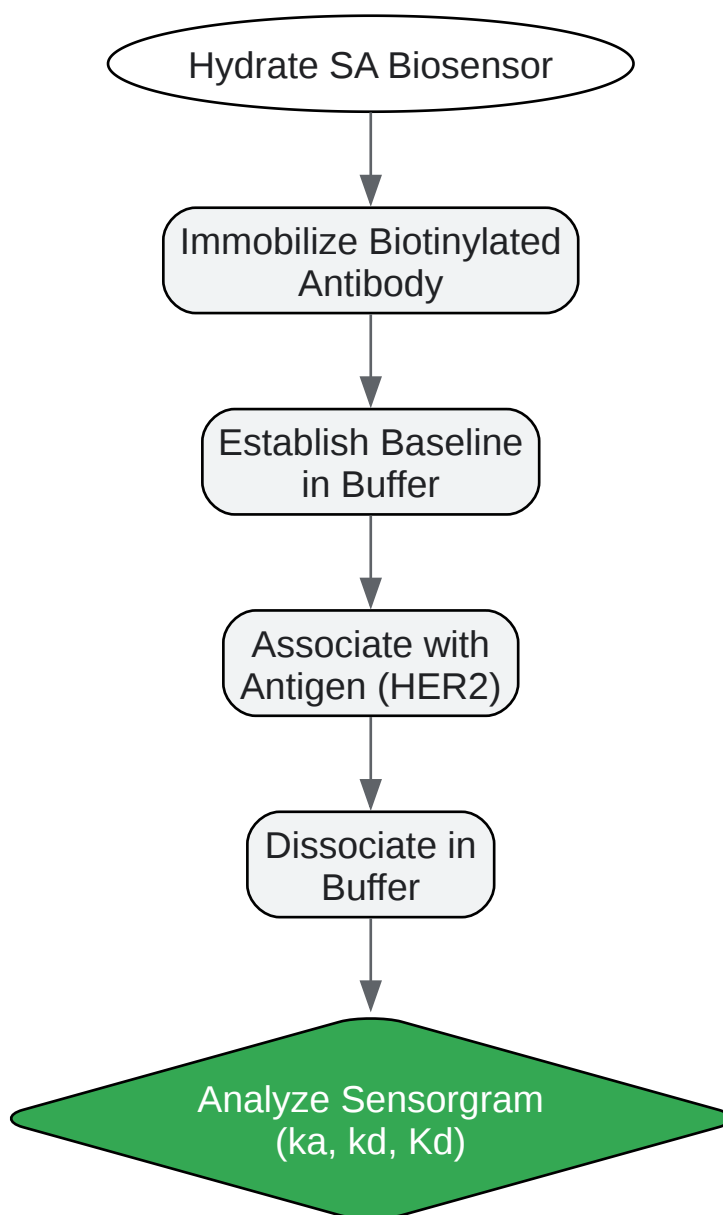 Hydrate SA Biosensor
Immobilize Biotinylated
Antibody
Establish Baseline
in Buffer
Associate with
Antigen (HER2)
Dissociate in
Buffer
Analyze Sensorgram
(ka, kd, Kd)